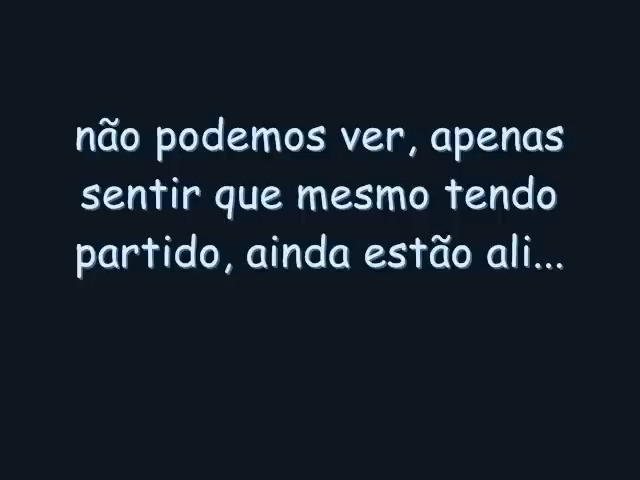 não podemos ver, apenas
sentir que mesmo tendo
partido, ainda estão ali...